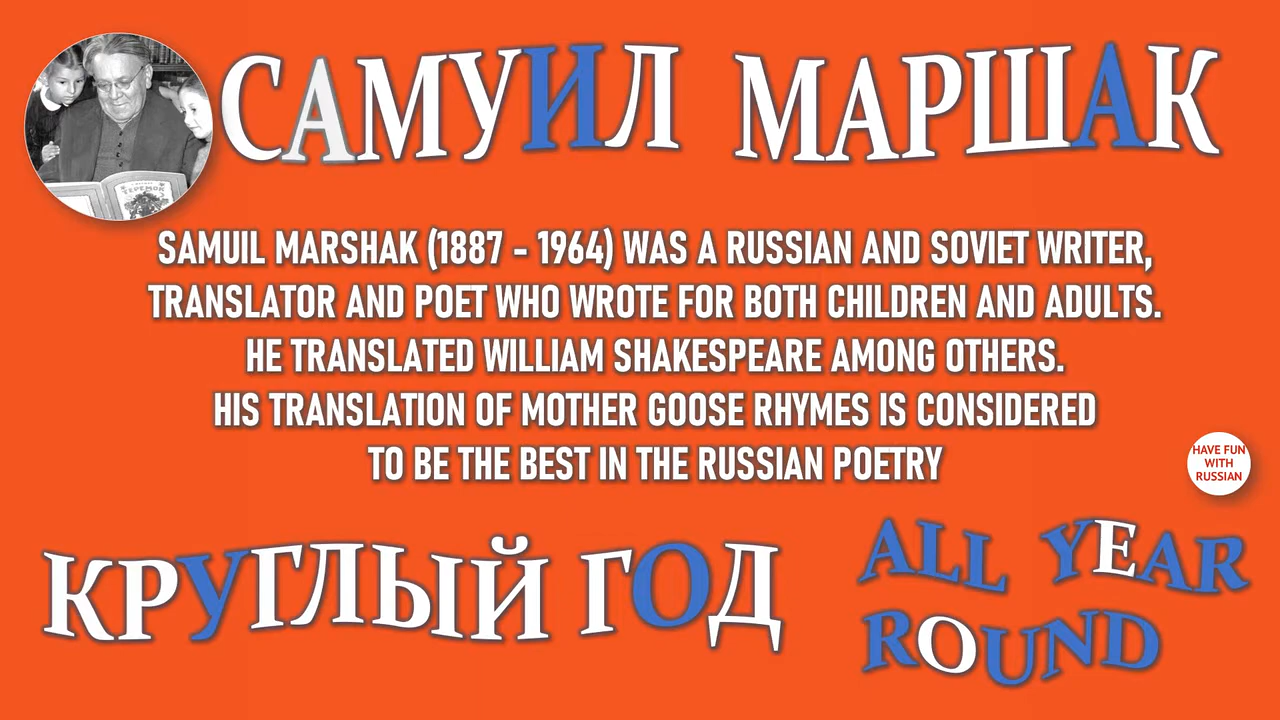 САМУИЛ МАРШАК
ТЕРЕМОК
SAMUIL MARSHAK (1887 - 1964) WAS A RUSSIAN AND SOVIET WRITER,
TRANSLATOR AND POET WHO WROTE FOR BOTH CHILDREN AND ADULTS.
HE TRANSLATED WILLIAM SHAKESPEARE AMONG OTHERS.
HIS TRANSLATION OF MOTHER GOOSE RHYMES IS CONSIDERED
TO BE THE BEST IN THE RUSSIAN POETRY
HAVE FUN
WITH
RUSSIAN
КРУГЛЫЙ ГОД
ALL YEAR
ROUND